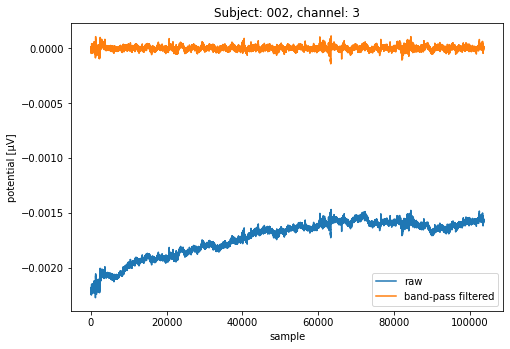 Subject: 002, channel: 3
0.0000
−0.0005
−0.0010
−0.0015
−0.0020
potential [µV]
0
20000
40000
60000
80000
100000
sample
raw
band-pass filtered